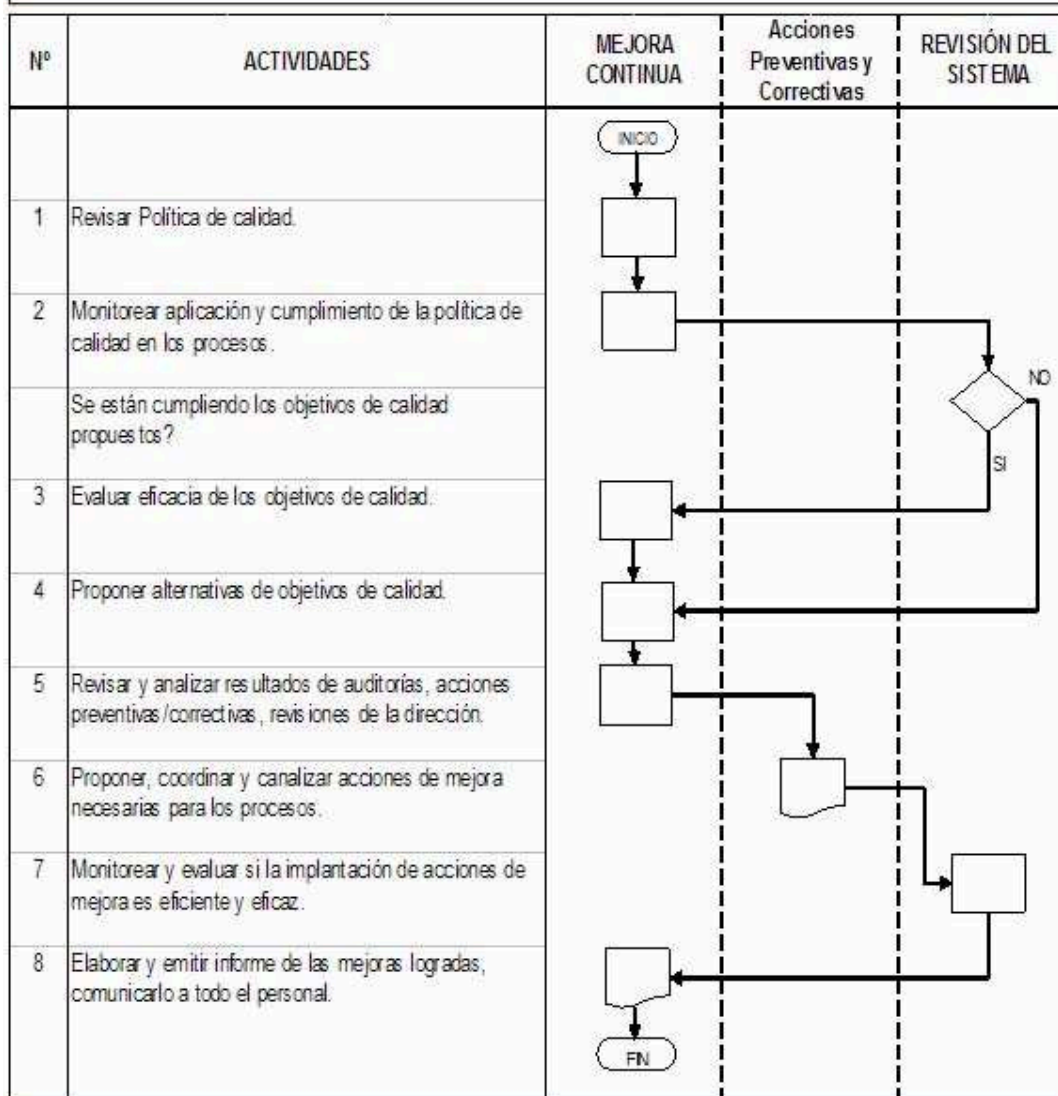 Nº
ACTIVIDADES
MEJORA
CONTINUA
Acciones
Preventivas y
Correctivas
REVISIÓN DEL
SISTEMA
INICIO
1 Revisar Política de calidad.
2 Monitorear aplicación y cumplimiento de la política de
calidad en los procesos.
Se están cumpliendo los objetivos de calidad
propuestos?
NO
SI
3 Evaluar eficacia de los objetivos de calidad.
4 Proponer alternativas de objetivos de calidad.
5 Revisar y analizar resultados de auditorías, acciones
preventivas/correctivas, revisiones de la dirección.
6 Proponer, coordinar y canalizar acciones de mejora
necesarias para los procesos.
7 Monitorear y evaluar si la implantación de acciones de
mejora es eficiente y eficaz.
8 Elaborar y emitir informe de las mejoras logradas,
comunicarlo a todo el personal.
FIN